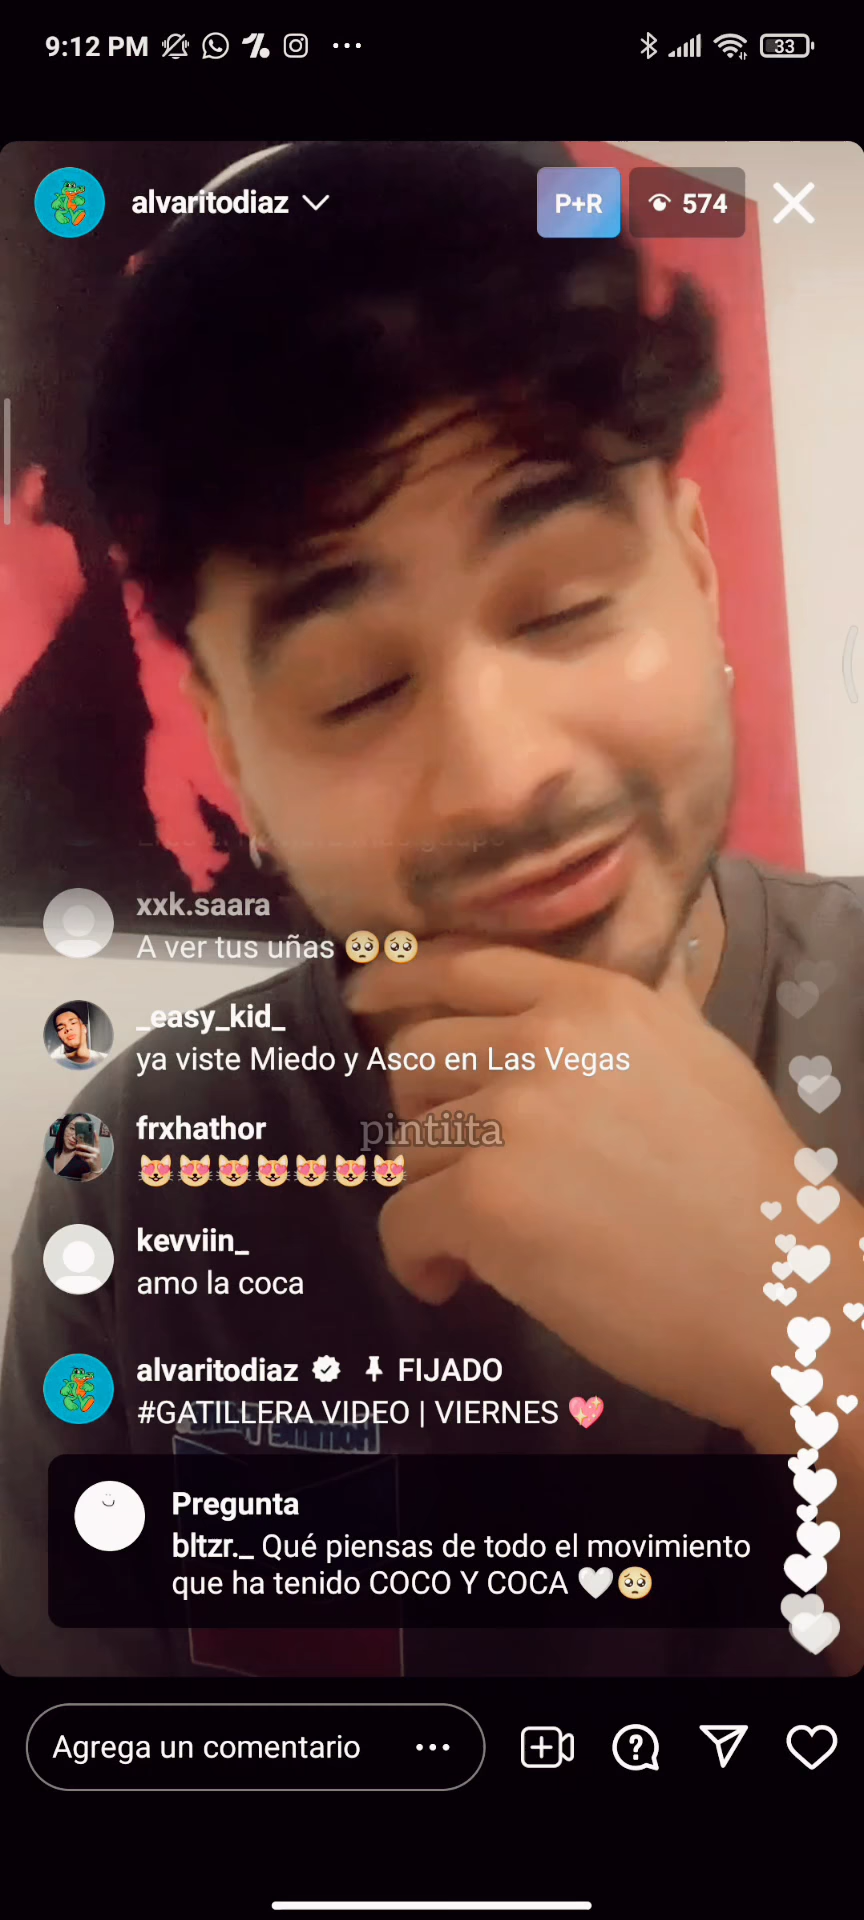 9:12 PM
33
alvaritodiaz
P+R
574
xxk.saara
A ver tus uñas 🥺🥺
_easy_kid_
ya viste Miedo y Asco en Las Vegas
frxhathor
pintiita
😻😻😻😻😻😻😻
kevviin_
amo la coca
alvaritodiaz FIJADO
#GATILLERA VIDEO | VIERNES 💖
Pregunta
bltzr._ Qué piensas de todo el movimiento
que ha tenido COCO Y COCA 🤍🥺
Agrega un comentario